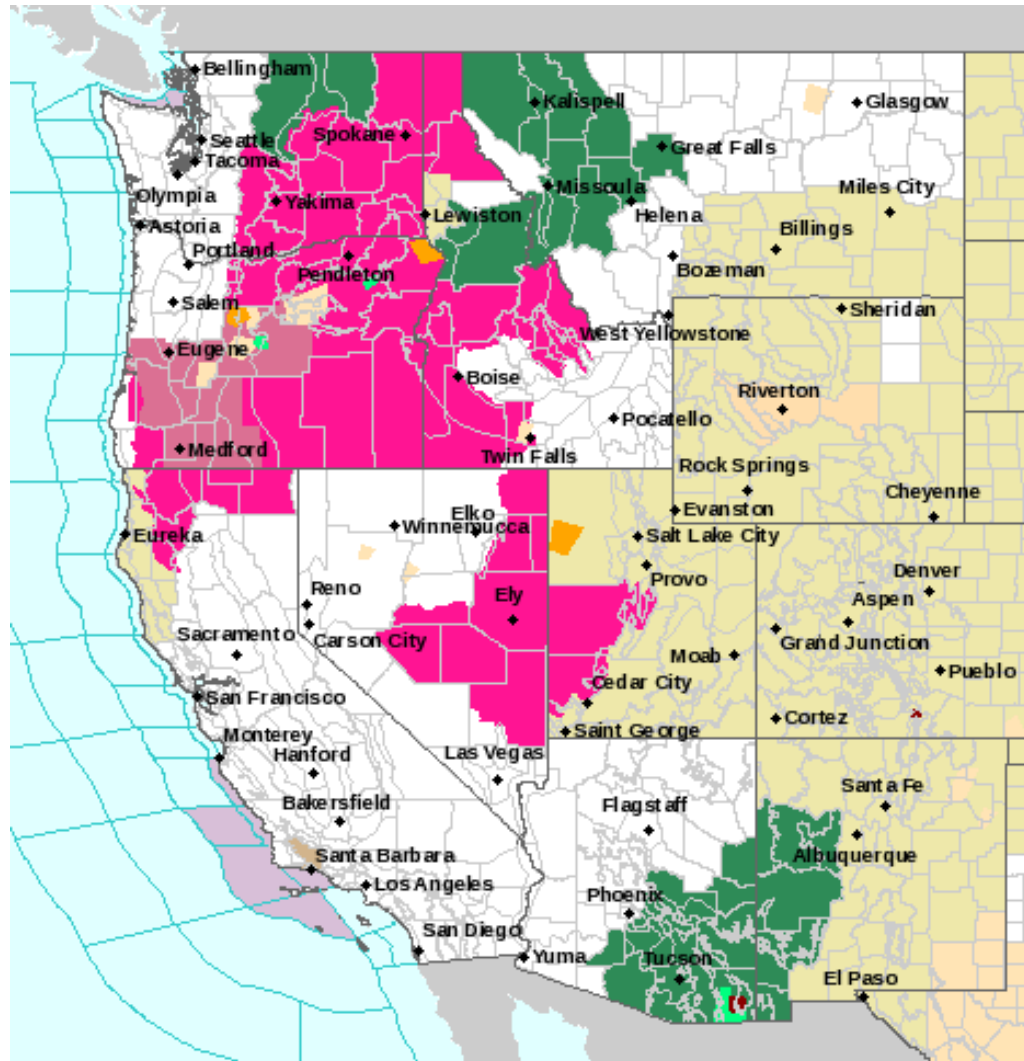 Bellingham
Kalispell
Glasgow
Seattle
Spokane
Great Falls
Tacoma
Olympia
Yakima
Lewiston
Missoula
Helena
Miles City
Astoria
Portland
Pendleton
Billings
Bozeman
Salem
West Yellowstone
Sheridan
Eugene
Boise
Riverton
Pocatello
Medford
Twin Falls
Rock Springs
Cheyenne
Eureka
Winnemucca
Elko
Evanston
Salt Lake City
Provo
Denver
Reno
Ely
Aspen
Carson City
Sacramento
Grand Junction
Moab
Pueblo
San Francisco
Cedar City
Cortez
Saint George
Monterey
Hanford
Las Vegas
Santa Fe
Bakersfield
Flagstaff
Albuquerque
Santa Barbara
Los Angeles
Phoenix
San Diego
Yuma
Tucson
El Paso